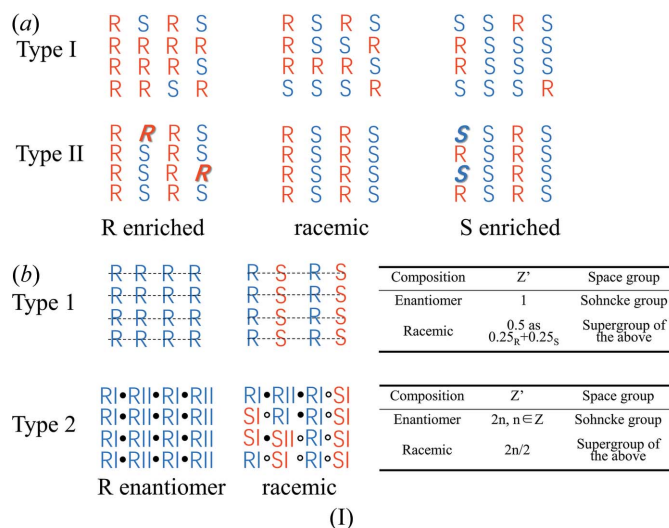 (a)
Type I
R S R S R S S S S S R S
R R R R S S S R R S S S
R R R S R R R S S S S S
R R S R S S S R S S S R
Type II
R R R S R S R S S S R S
R S R S R S R S R S R S
R S R R R S R S S S R S
R S R S R S R S R S R S
R enriched racemic S enriched
(b)
Type 1
R R R R R S R S
R R R R R S R S
R R R R R S R S
R R R R R S R S
Composition Z’ Space group
Enantiomer 1 Sohncke group
Racemic 0.5 as 0.25R+0.25S Supergroup of the above
Type 2
RI•RII•RI•RII RI•RII•RI∘SI
RI•RII•RI•RII SI∘RI•RI∘SI
RI•RII•RI•RII SI•SII∘RI∘SI
RI•RII•RI•RII RI∘SI∘RI∘SI
Composition Z’ Space group
Enantiomer 2n, n∈Z Sohncke group
Racemic 2n/2 Supergroup of the above
R enantiomer racemic
(I)